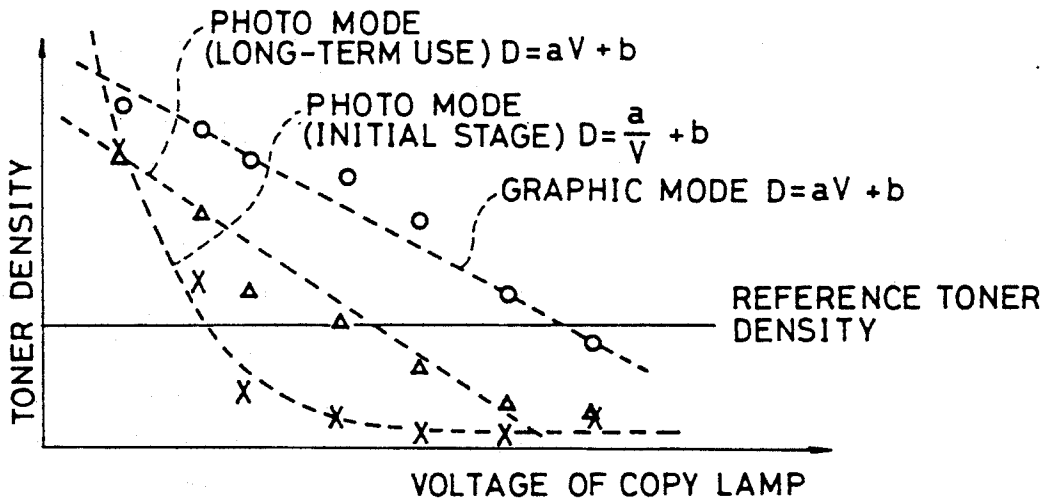 PHOTO MODE
(LONG-TERM USE) D=aV+b
PHOTO MODE
(INITIAL STAGE) D=a/V+b
GRAPHIC MODE D=aV+b
REFERENCE TONER
DENSITY
TONER DENSITY
VOLTAGE OF COPY LAMP